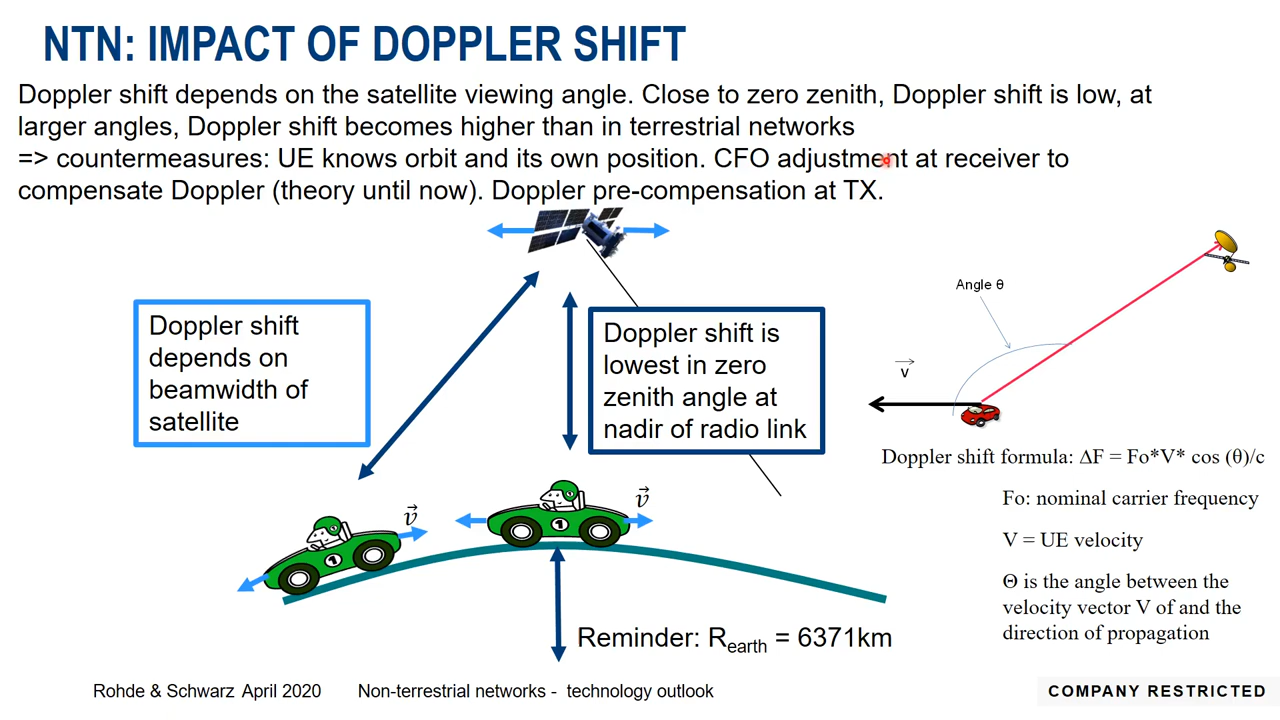 NTN: IMPACT OF DOPPLER SHIFT
Doppler shift depends on the satellite viewing angle. Close to zero zenith, Doppler shift is low, at
larger angles, Doppler shift becomes higher than in terrestrial networks
=> countermeasures: UE knows orbit and its own position. CFO adjustment at receiver to
compensate Doppler (theory until now). Doppler pre-compensation at TX.
Doppler shift
depends on
beamwidth of
satellite
Doppler shift is
lowest in zero
zenith angle at
nadir of radio link
Angle θ
v
Doppler shift formula: ΔF = Fo*V* cos (θ)/c
Fo: nominal carrier frequency
V = UE velocity
Θ is the angle between the
velocity vector V of and the
direction of propagation
v
1
v
1
Reminder: Rearth = 6371km
Rohde & Schwarz April 2020
Non-terrestrial networks - technology outlook
COMPANY RESTRICTED